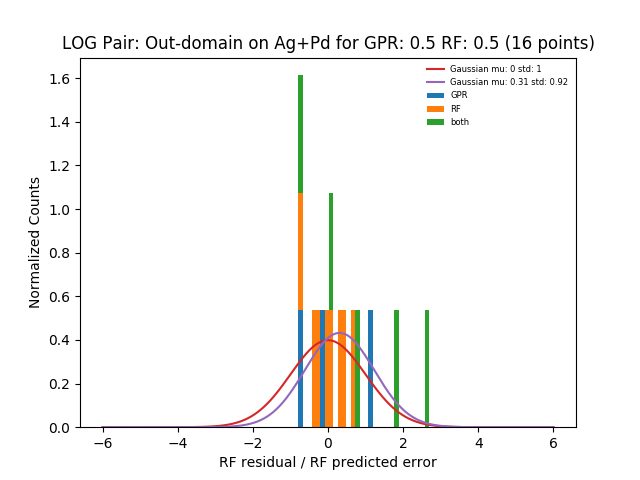 LOG Pair: Out-domain on Ag+Pd for GPR: 0.5 RF: 0.5 (16 points)
Gaussian mu: 0 std: 1
Gaussian mu: 0.31 std: 0.92
GPR
RF
both
Normalized Counts
1.6
1.4
1.2
1.0
0.8
0.6
0.4
0.2
0.0
−6 −4 −2 0 2 4 6
RF residual / RF predicted error